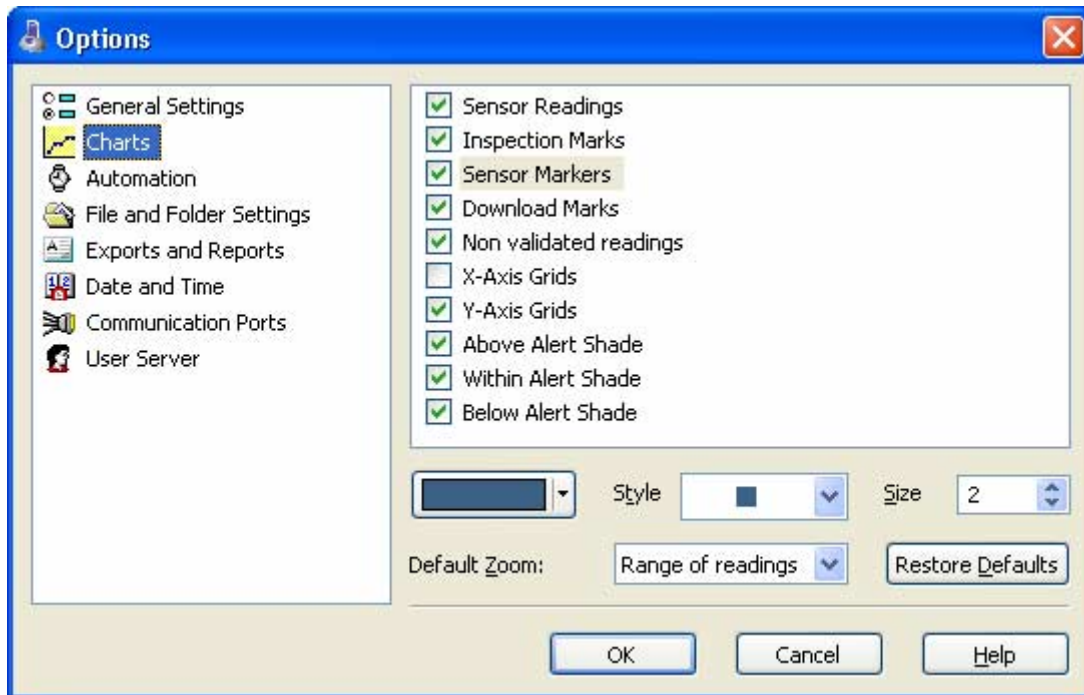 Options
General Settings
Charts
Automation
File and Folder Settings
Exports and Reports
Date and Time
Communication Ports
User Server
Sensor Readings
Inspection Marks
Sensor Markers
Download Marks
Non validated readings
X-Axis Grids
Y-Axis Grids
Above Alert Shade
Within Alert Shade
Below Alert Shade
Style
Size 2
Default Zoom: Range of readings Restore Defaults
OK Cancel Help